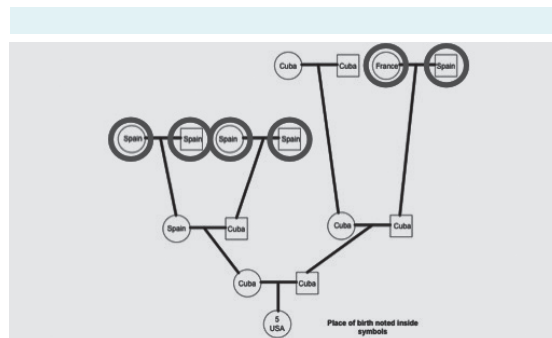 Cuba Cuba France Spain
Spain Spain Spain Spain
Spain Cuba Cuba Cuba
Cuba Cuba
5
USA
Place of birth noted inside
symbols